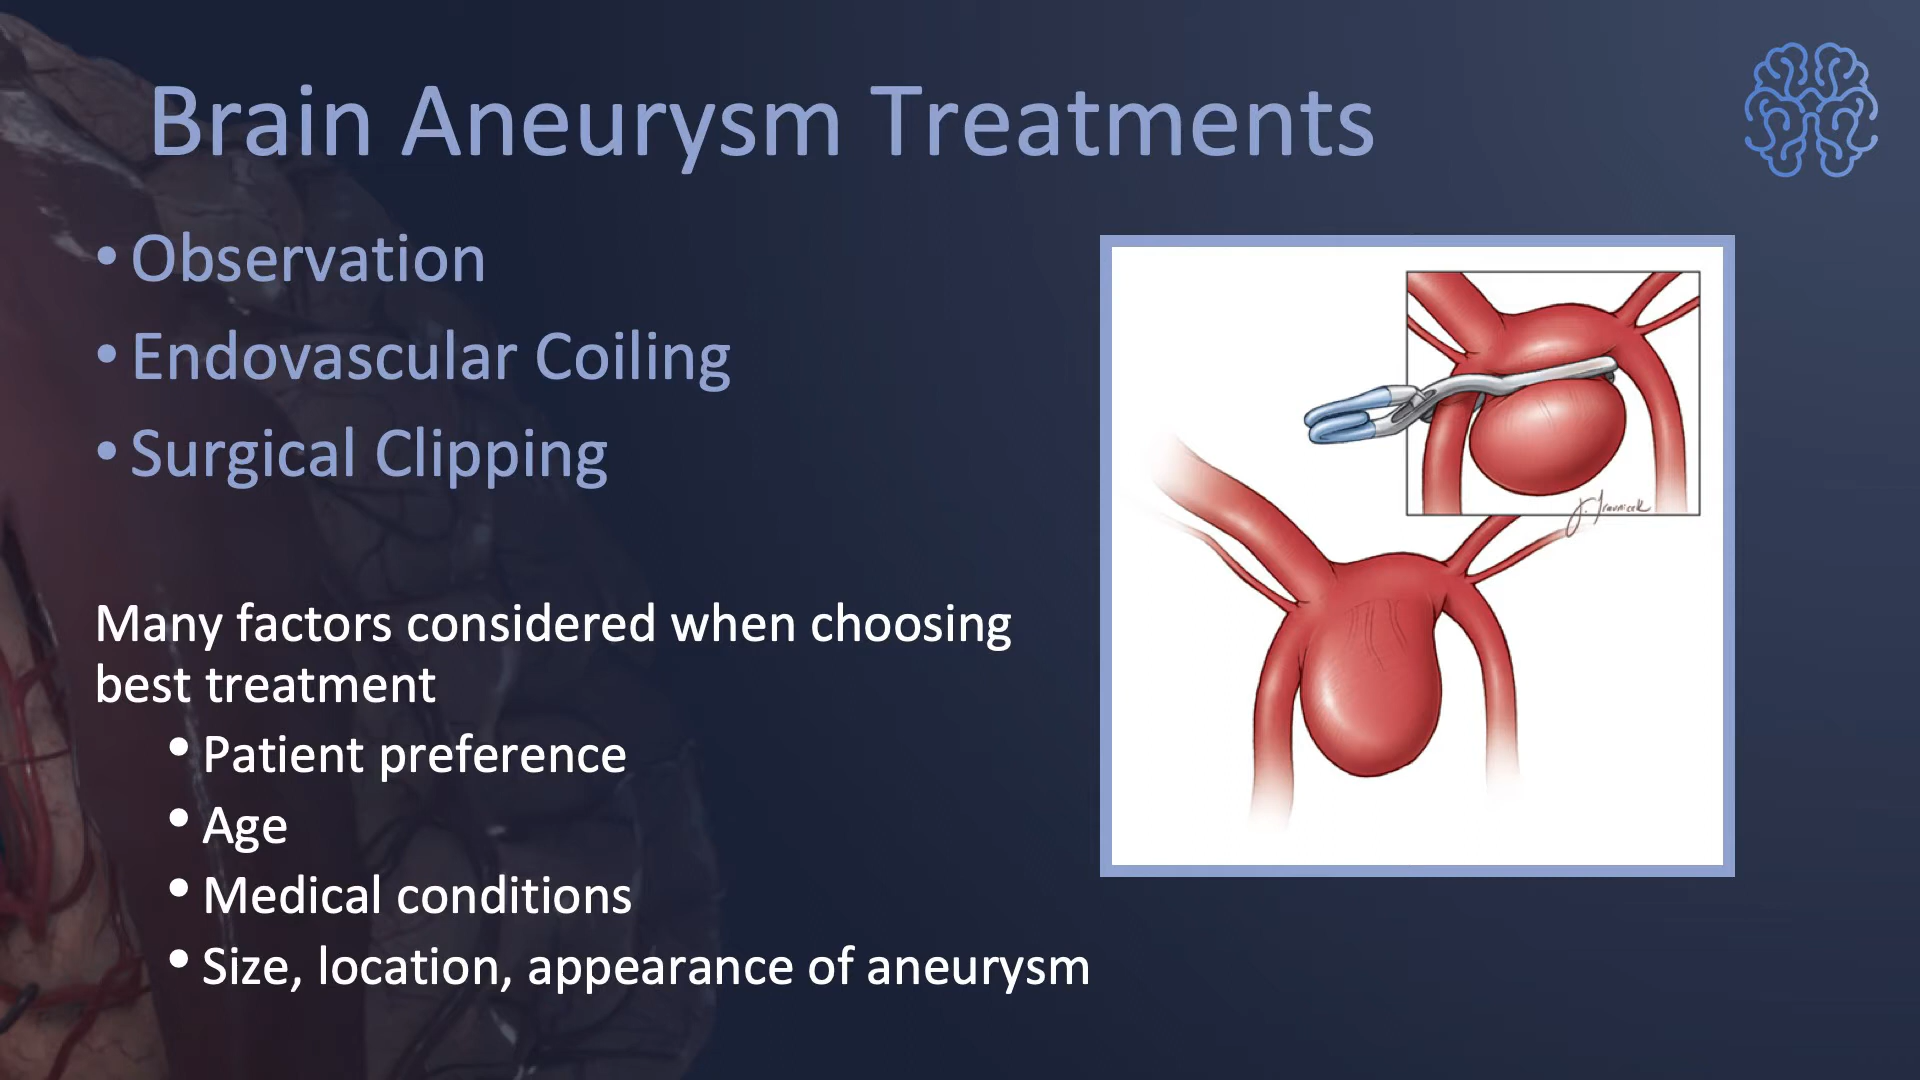 Brain Aneurysm Treatments
• Observation
• Endovascular Coiling
• Surgical Clipping
Many factors considered when choosing
best treatment
• Patient preference
• Age
• Medical conditions
• Size, location, appearance of aneurysm